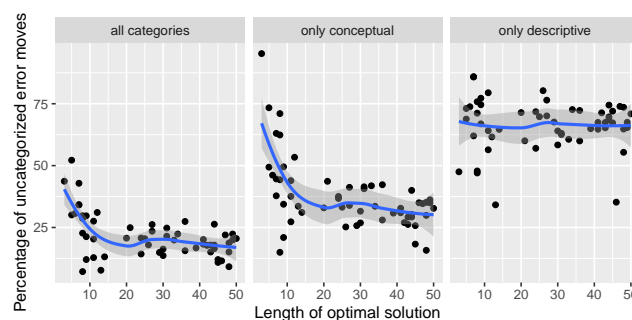 all categories
only conceptual
only descriptive
Percentage of uncategorized error moves
75
50
25
10 20 30 40 50
10 20 30 40 50
10 20 30 40 50
Length of optimal solution